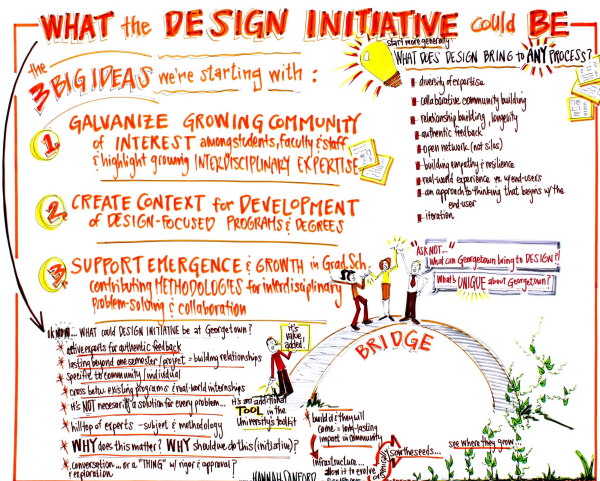 WHAT the DESIGN INITIATIVE could BE
the
3 BIG IDEAS we're starting with:
1.
GALVANIZE GROWING COMMUNITY
of INTEREST among students, faculty & staff
& highlight growing INTERDISCIPLINARY EXPERTISE
2.
CREATE CONTEXT for DEVELOPMENT
of DESIGN-FOCUSED PROGRAMS & DEGREES
3.
SUPPORT EMERGENCE & GROWTH in Grad. Sch.
contributing METHODOLOGIES for interdisciplinary
Problem-solving & collaboration
start more generally:
WHAT DOES DESIGN BRING to ANY PROCESS?
diversity of expertise
collaborative community building
relationship building longevity
authentic feedback
open network (not silos)
building empathy & resilience
real-world experience w/ end-users
an approach to thinking that begins w/ the
end user
iteration
"ASK NOT..."
"what can Georgetown bring to DESIGN?!"
What's UNIQUE about Georgetown?
BRIDGE
it's
value
added!
OK NOW... WHAT could DESIGN INITIATIVE be at Georgetown?
active experts for authentic feedback
lasting beyond one semester/project = building relationships
specific to community/individual
cross betw. existing programs & real-world internships
it's NOT necesarily a solution for every problem...
hilltop of experts - subject & methodology
WHY does this matter? WHY should we do this (initiative)?
conversation... or a "THING" w/ rigor & approval?
& exploration
it's an additional
TOOL in the
University's toolkit
build it & they will
come = long-lasting
impact in community
infrastructure...
allow it to evolve
organically
sow the seeds...
see where they grow
HANNAH SANFORD